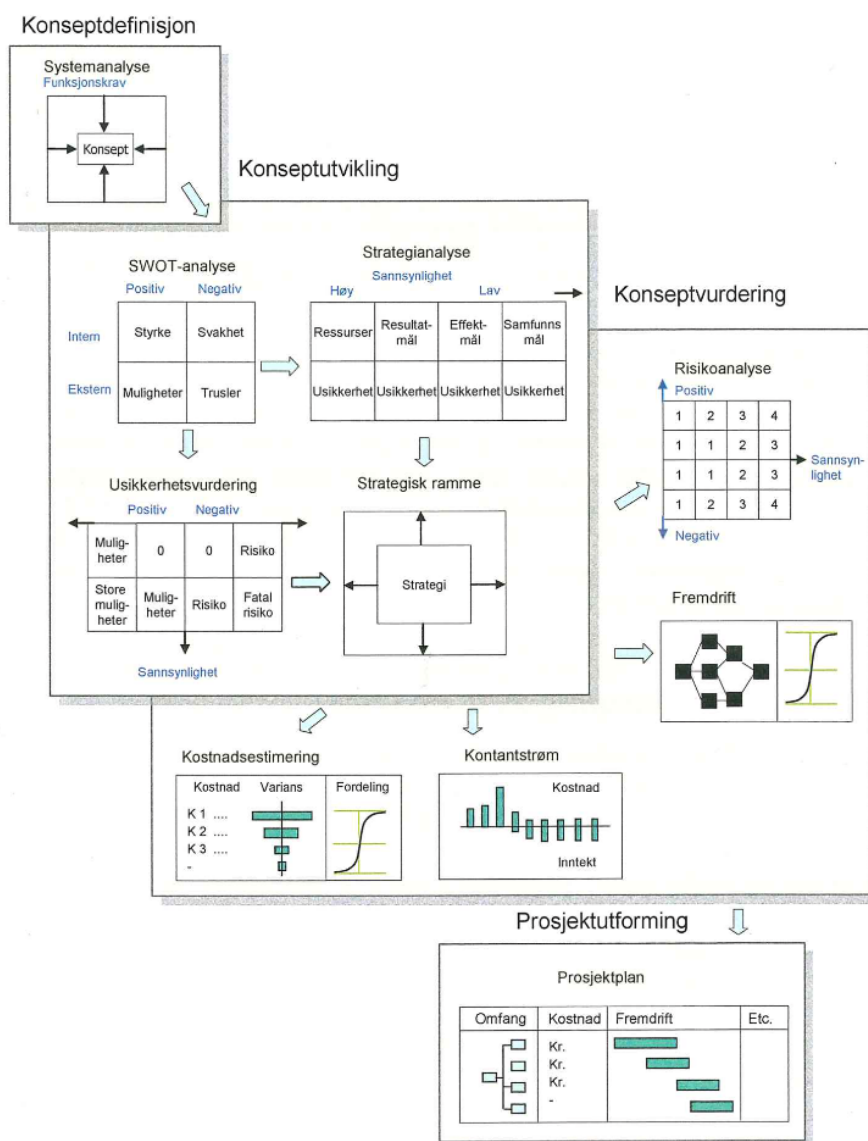 Konseptdefinisjon
Systemanalyse
Funksjonskrav
Konsept
Konseptutvikling
SWOT-analyse
Positiv Negativ
Intern
Styrke Svakhet
Ekstern
Muligheter Trusler
Strategianalyse
Sannsynlighet
Høy Lav
Ressurser Resultat- Effekt- Samfunns
mål mål mål
Usikkerhet Usikkerhet Usikkerhet Usikkerhet
Usikkerhetsvurdering
Positiv Negativ
Mulig- 0 0 Risiko
heter
Store Mulig- Risiko Fatal
mulig- heter risiko
heter
Sannsynlighet
Strategisk ramme
Strategi
Konseptvurdering
Risikoanalyse
Positiv
1 2 3 4
1 1 2 3
1 1 2 3
1 2 3 4
Sannsyn-
lighet
Negativ
Fremdrift
Kostnadsestimering
Kostnad Varians Fordeling
K 1 ....
K 2 ....
K 3 ....
-
Kontantstrøm
Kostnad
Inntekt
Prosjektutforming
Prosjektplan
Omfang Kostnad Fremdrift Etc.
Kr.
Kr.
Kr.
-